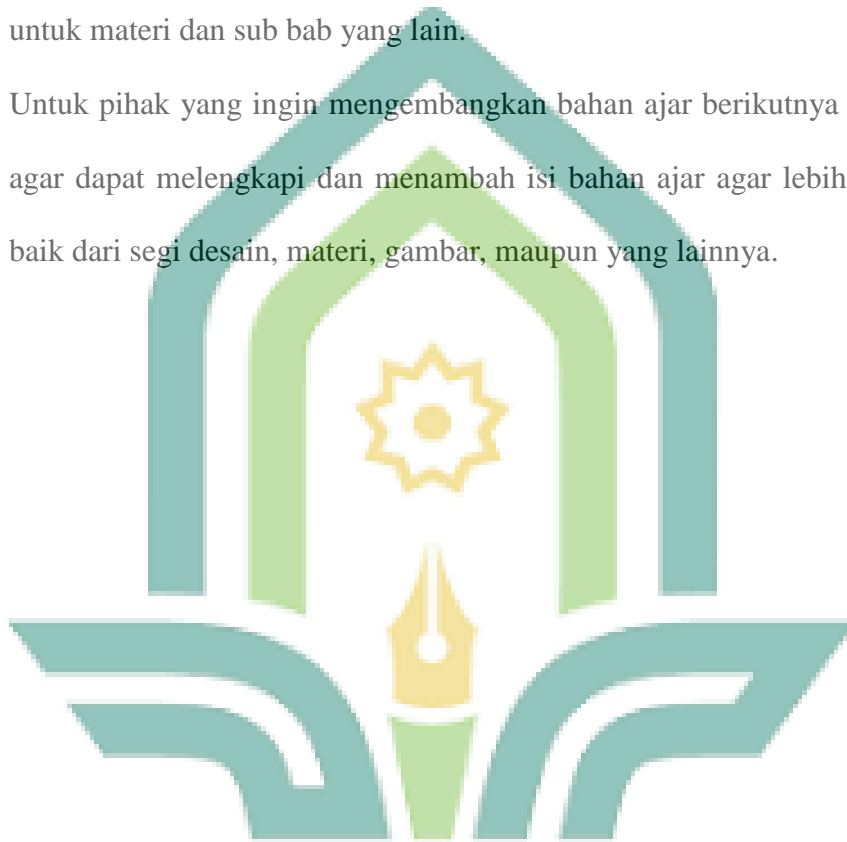 untuk materi dan sub bab yang lain.
Untuk pihak yang ingin mengembangkan bahan ajar berikutnya
agar dapat melengkapi dan menambah isi bahan ajar agar lebih
baik dari segi desain, materi, gambar, maupun yang lainnya.